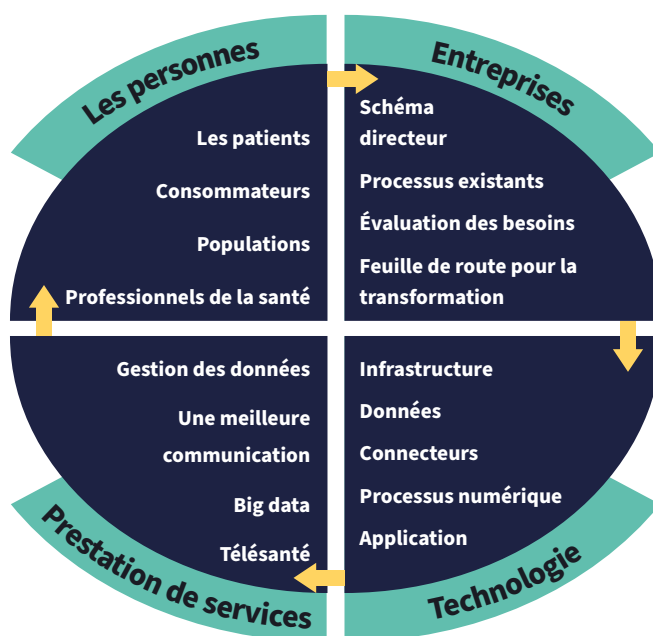 Les personnes
Les patients
Consommateurs
Populations
Professionnels de la santé
Entreprises
Schéma
directeur
Processus existants
Évaluation des besoins
Feuille de route pour la
transformation
Gestion des données
Une meilleure
communication
Big data
Télésanté
Prestation de services
Infrastructure
Données
Connecteurs
Processus numérique
Application
Technologie